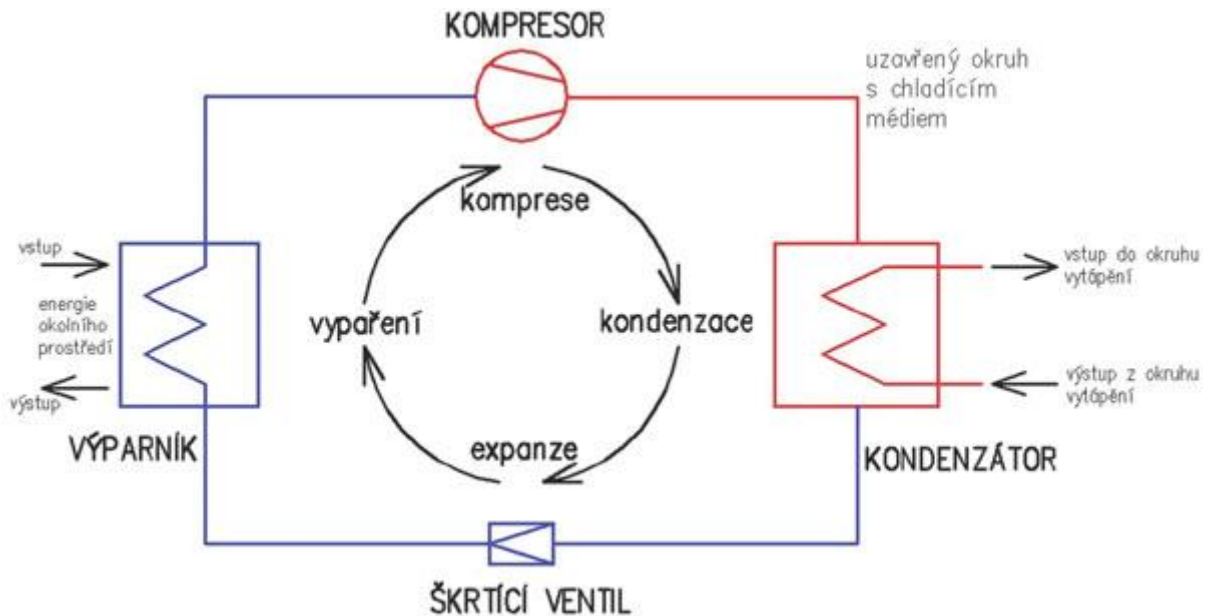 KOMPRESOR
uzavřený okruh
s chladícím
médiem
komprese
vstup
vstup do okruhu
vytápění
energie
okolního
prostředí
vypaření
kondenzace
výstup
výstup z okruhu
vytápění
VÝPARNÍK
expanze
KONDENZÁTOR
ŠKRTÍCÍ VENTIL